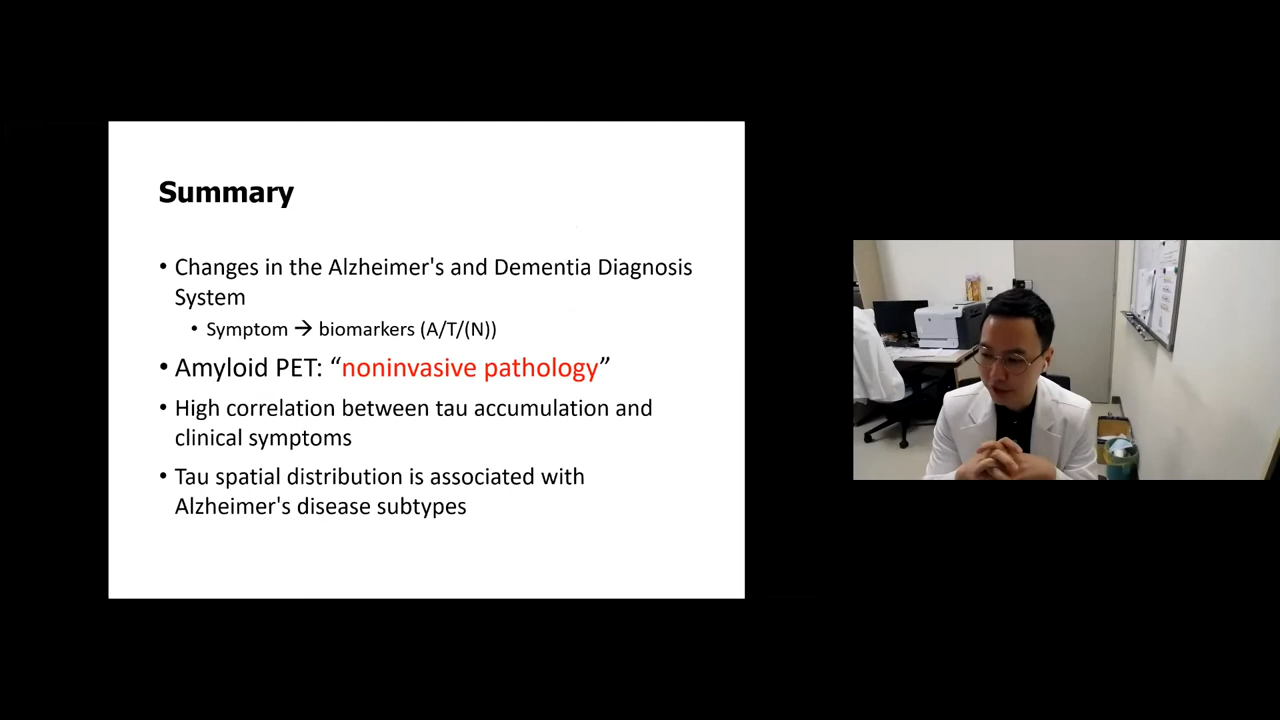 Summary
• Changes in the Alzheimer's and Dementia Diagnosis
System
• Symptom → biomarkers (A/T/(N))
• Amyloid PET: “noninvasive pathology”
• High correlation between tau accumulation and
clinical symptoms
• Tau spatial distribution is associated with
Alzheimer's disease subtypes